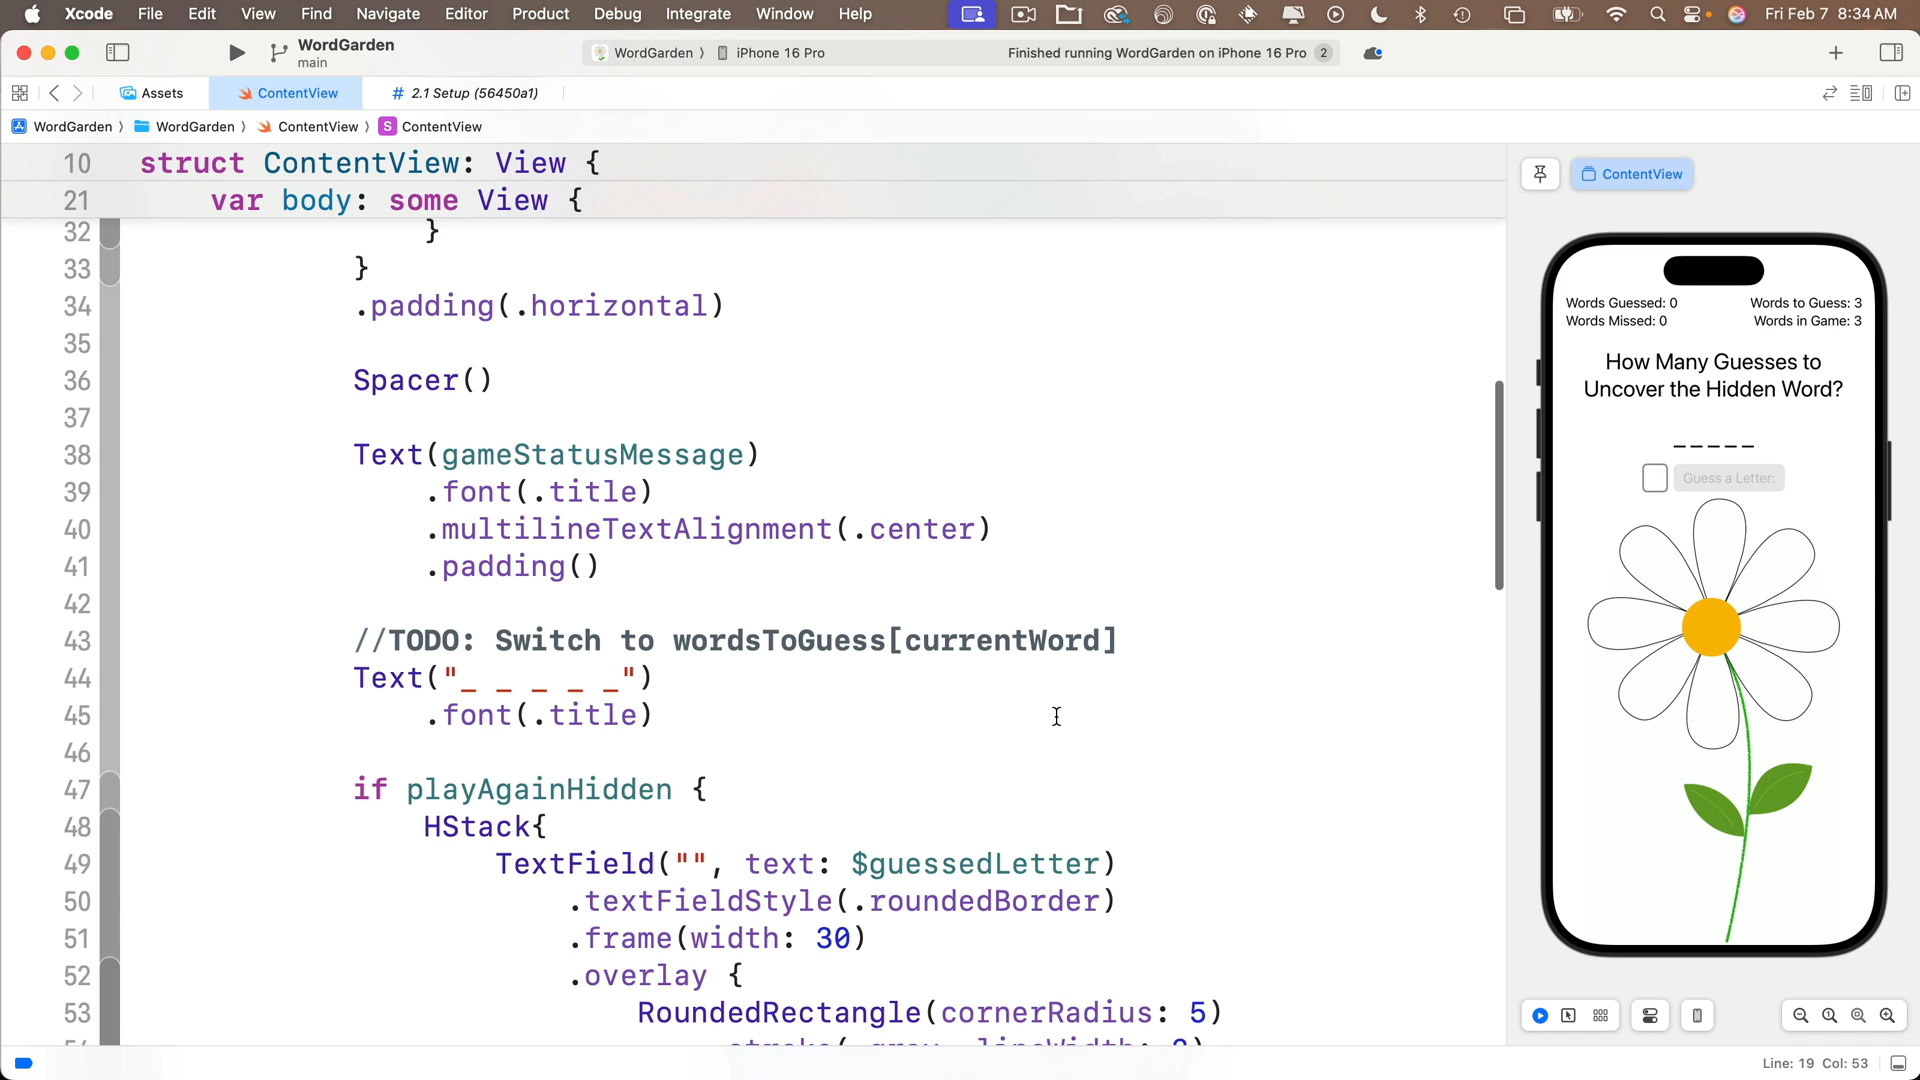 Xcode File Edit View Find Navigate Editor Product Debug Integrate Window Help Fri Feb 7 8:34 AM
WordGarden
main
WordGarden 〉 iPhone 16 Pro
Finished running WordGarden on iPhone 16 Pro 2
Assets
ContentView
# 2.1 Setup (56450a1)
WordGarden 〉 WordGarden 〉 ContentView 〉 S ContentView
10 struct ContentView: View {
21 var body: some View {
32 }
33 }
34 .padding(.horizontal)
35
36 Spacer()
37
38 Text(gameStatusMessage)
39 .font(.title)
40 .multilineTextAlignment(.center)
41 .padding()
42
43 //TODO: Switch to wordsToGuess[currentWord]
44 Text("_ _ _ _ _")
45 .font(.title)
46
47 if playAgainHidden {
48 HStack{
49 TextField("", text: $guessedLetter)
50 .textFieldStyle(.roundedBorder)
51 .frame(width: 30)
52 .overlay {
53 RoundedRectangle(cornerRadius: 5)
ContentView
Words Guessed: 0
Words Missed: 0
Words to Guess: 3
Words in Game: 3
How Many Guesses to
Uncover the Hidden Word?
_ _ _ _ _
Guess a Letter:
Line: 19 Col: 53